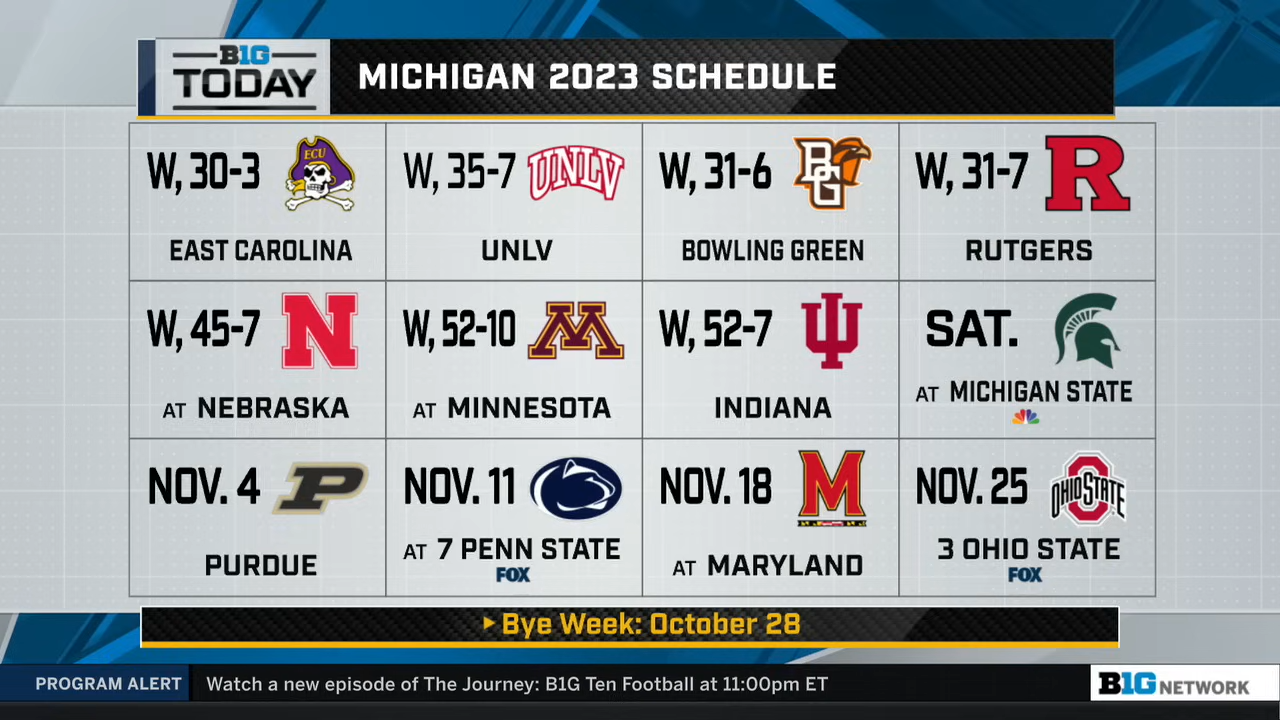 B1G
TODAY
MICHIGAN 2023 SCHEDULE
W, 30-3
ECU
EAST CAROLINA
W, 35-7
UNLV
UNLV
W, 31-6
BG
BOWLING GREEN
W, 31-7
R
RUTGERS
W, 45-7
N
AT NEBRASKA
W, 52-10
M
AT MINNESOTA
W, 52-7
IU
INDIANA
SAT.
AT MICHIGAN STATE
NOV. 4
P
PURDUE
NOV. 11
AT 7 PENN STATE
FOX
NOV. 18
M
AT MARYLAND
NOV. 25
OHIO STATE
3 OHIO STATE
FOX
Bye Week: October 28
PROGRAM ALERT
Watch a new episode of The Journey: B1G Ten Football at 11:00pm ET
B1G NETWORK